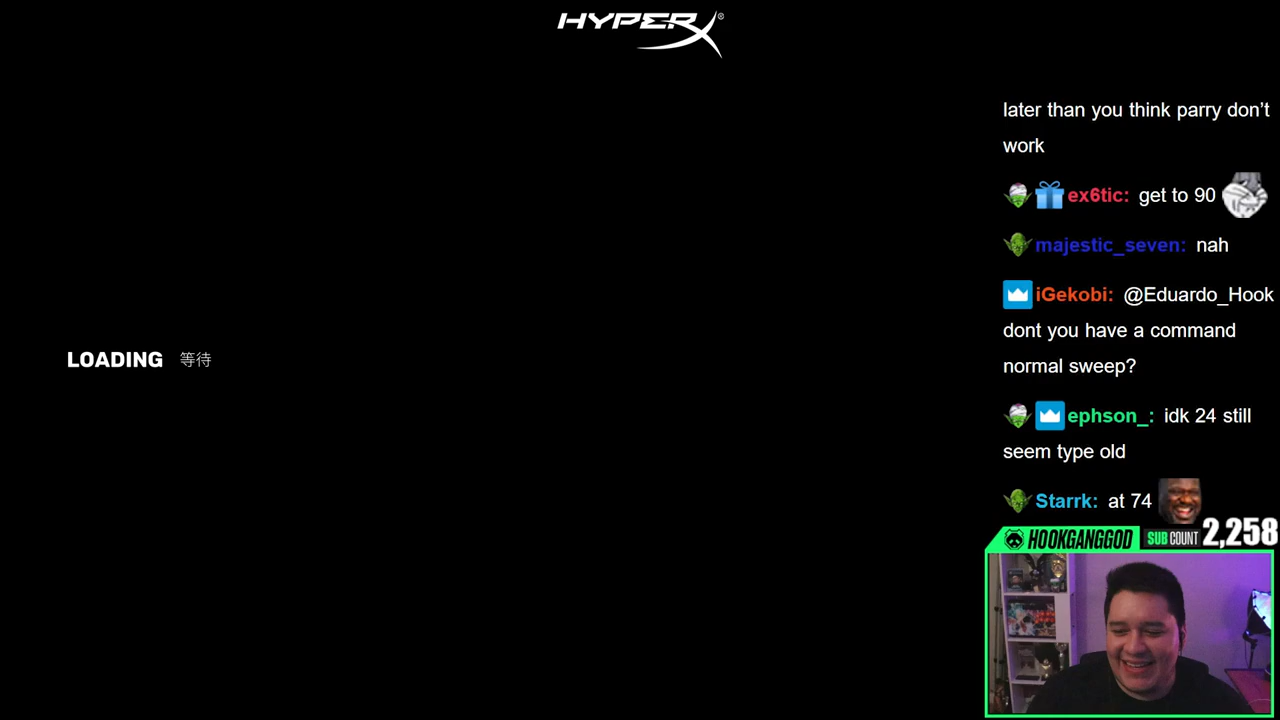 HYPERX®
later than you think parry don’t
work
ex6tic: get to 90
majestic_seven: nah
iGekobi: @Eduardo_Hook
dont you have a command
normal sweep?
LOADING 等待
ephson_: idk 24 still
seem type old
Starrk: at 74
HOOKGANGGOD SUB COUNT 2,258